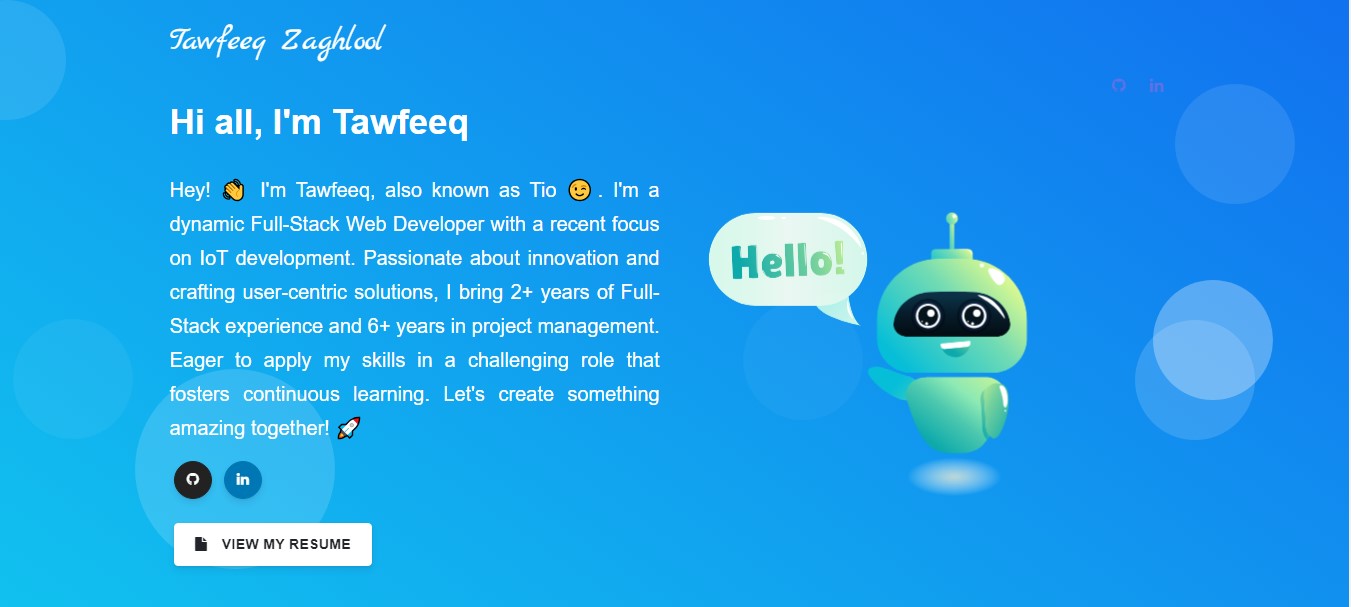 Tawfeeq Zaghlool
Hi all, I'm Tawfeeq
Hey! 👋 I'm Tawfeeq, also known as Tio 😉 . I'm a
dynamic Full-Stack Web Developer with a recent focus
on IoT development. Passionate about innovation and
crafting user-centric solutions, I bring 2+ years of Full-
Stack experience and 6+ years in project management.
Eager to apply my skills in a challenging role that
fosters continuous learning. Let's create something
amazing together! 🚀
Hello!
in
in
VIEW MY RESUME